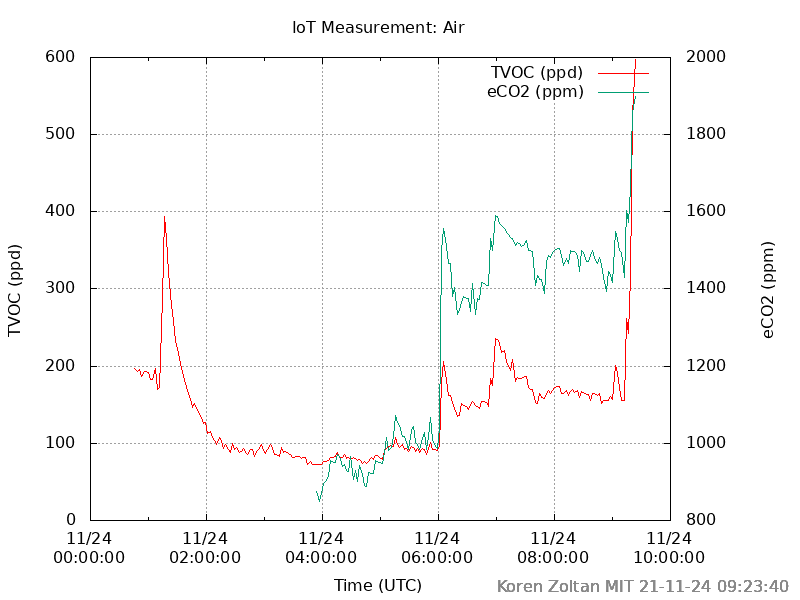 IoT Measurement: Air
TVOC (ppd)
eCO2 (ppm)
600
500
400
300
200
100
0
2000
1800
1600
1400
1200
1000
800
TVOC (ppd)
eCO2 (ppm)
11/24 11/24 11/24 11/24 11/24 11/24
00:00:00 02:00:00 04:00:00 06:00:00 08:00:00 10:00:00
Time (UTC)
Koren Zoltan MIT 21-11-24 09:23:40